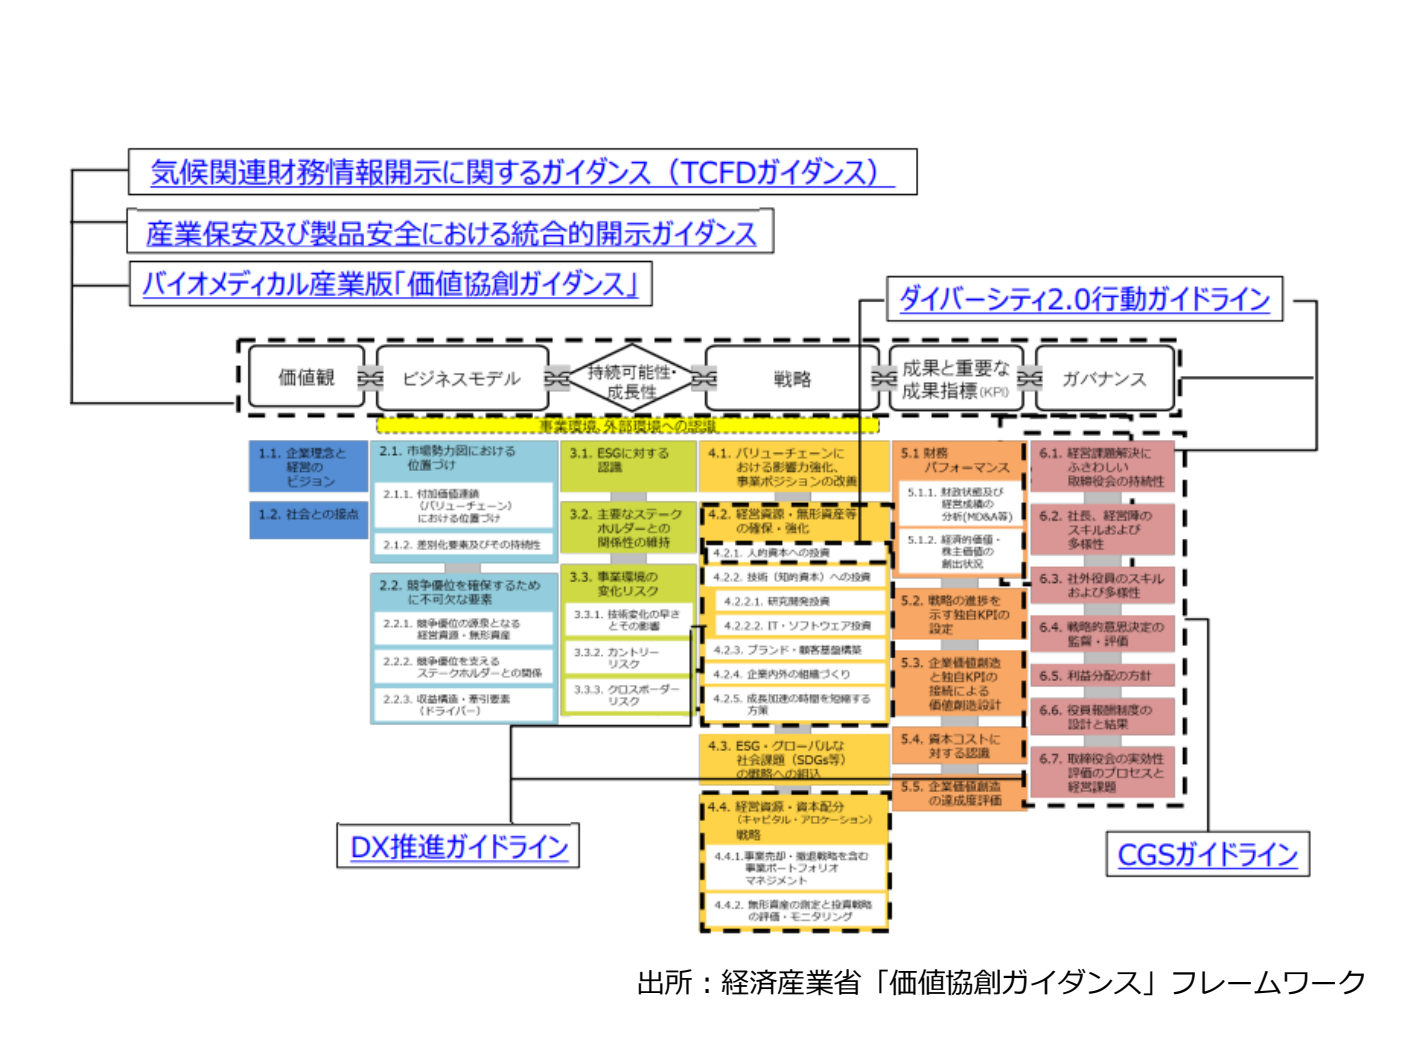 気候関連財務情報開示に関するガイダンス（TCFDガイダンス）
産業保安及び製品安全における統合的開示ガイダンス
バイオメディカル産業版「価値協創ガイダンス」
ダイバーシティ2.0行動ガイドライン
価値観
ビジネスモデル
持続可能性・
成長性
戦略
成果と重要な
成果指標(KPI)
ガバナンス
事業環境、外部環境への認識
1.1. 企業理念と
経営の
ビジョン
1.2. 社会との接点
2.1. 市場勢力図における
位置づけ
2.1.1. 付加価値連鎖
（バリューチェーン）
における位置づけ
2.1.2. 差別化要素及びその持続性
2.2. 競争優位を確保するため
に不可欠な要素
2.2.1. 競争優位の源泉となる
経営資源・無形資産
2.2.2. 競争優位を支える
ステークホルダーとの関係
2.2.3. 収益構造・牽引要素
（ドライバー）
3.1. ESGに対する
認識
3.2. 主要なステーク
ホルダーとの
関係性の維持
3.3. 事業環境の
変化リスク
3.3.1. 技術変化の早さ
とその影響
3.3.2. カントリー
リスク
3.3.3. クロスボーダー
リスク
4.1. バリューチェーンに
おける影響力強化、
事業ポジションの改善
4.2. 経営資源・無形資産等
の確保・強化
4.2.1. 人的資本への投資
4.2.2. 技術（知的資本）への投資
4.2.2.1. 研究開発投資
4.2.2.2. IT・ソフトウェア投資
4.2.3. ブランド・顧客基盤構築
4.2.4. 企業内外の組織づくり
4.2.5. 成長加速の時間を短縮する
方策
4.3. ESG・グローバルな
社会課題（SDGs等）
の戦略への組込
4.4. 経営資源・資本配分
（キャピタル・アロケーション）
戦略
4.4.1.事業売却・撤退戦略を含む
事業ポートフォリオ
マネジメント
4.4.2. 無形資産の測定と投資戦略
の評価・モニタリング
5.1 財務
パフォーマンス
5.1.1. 財政状態及び
経営成績の
分析(MD&A等)
5.1.2. 経済的価値・
株主価値の
創出状況
5.2. 戦略の進捗を
示す独自KPIの
設定
5.3. 企業価値創造
と独自KPIの
接続による
価値創造設計
5.4. 資本コストに
対する認識
5.5. 企業価値創造
の達成度評価
6.1. 経営課題解決に
ふさわしい
取締役会の持続性
6.2. 社長、経営陣の
スキルおよび
多様性
6.3. 社外役員のスキル
および多様性
6.4. 戦略的意思決定の
監督・評価
6.5. 利益分配の方針
6.6. 役員報酬制度の
設計と結果
6.7. 取締役会の実効性
評価のプロセスと
経営課題
DX推進ガイドライン
CGSガイドライン
出所：経済産業省「価値協創ガイダンス」フレームワーク